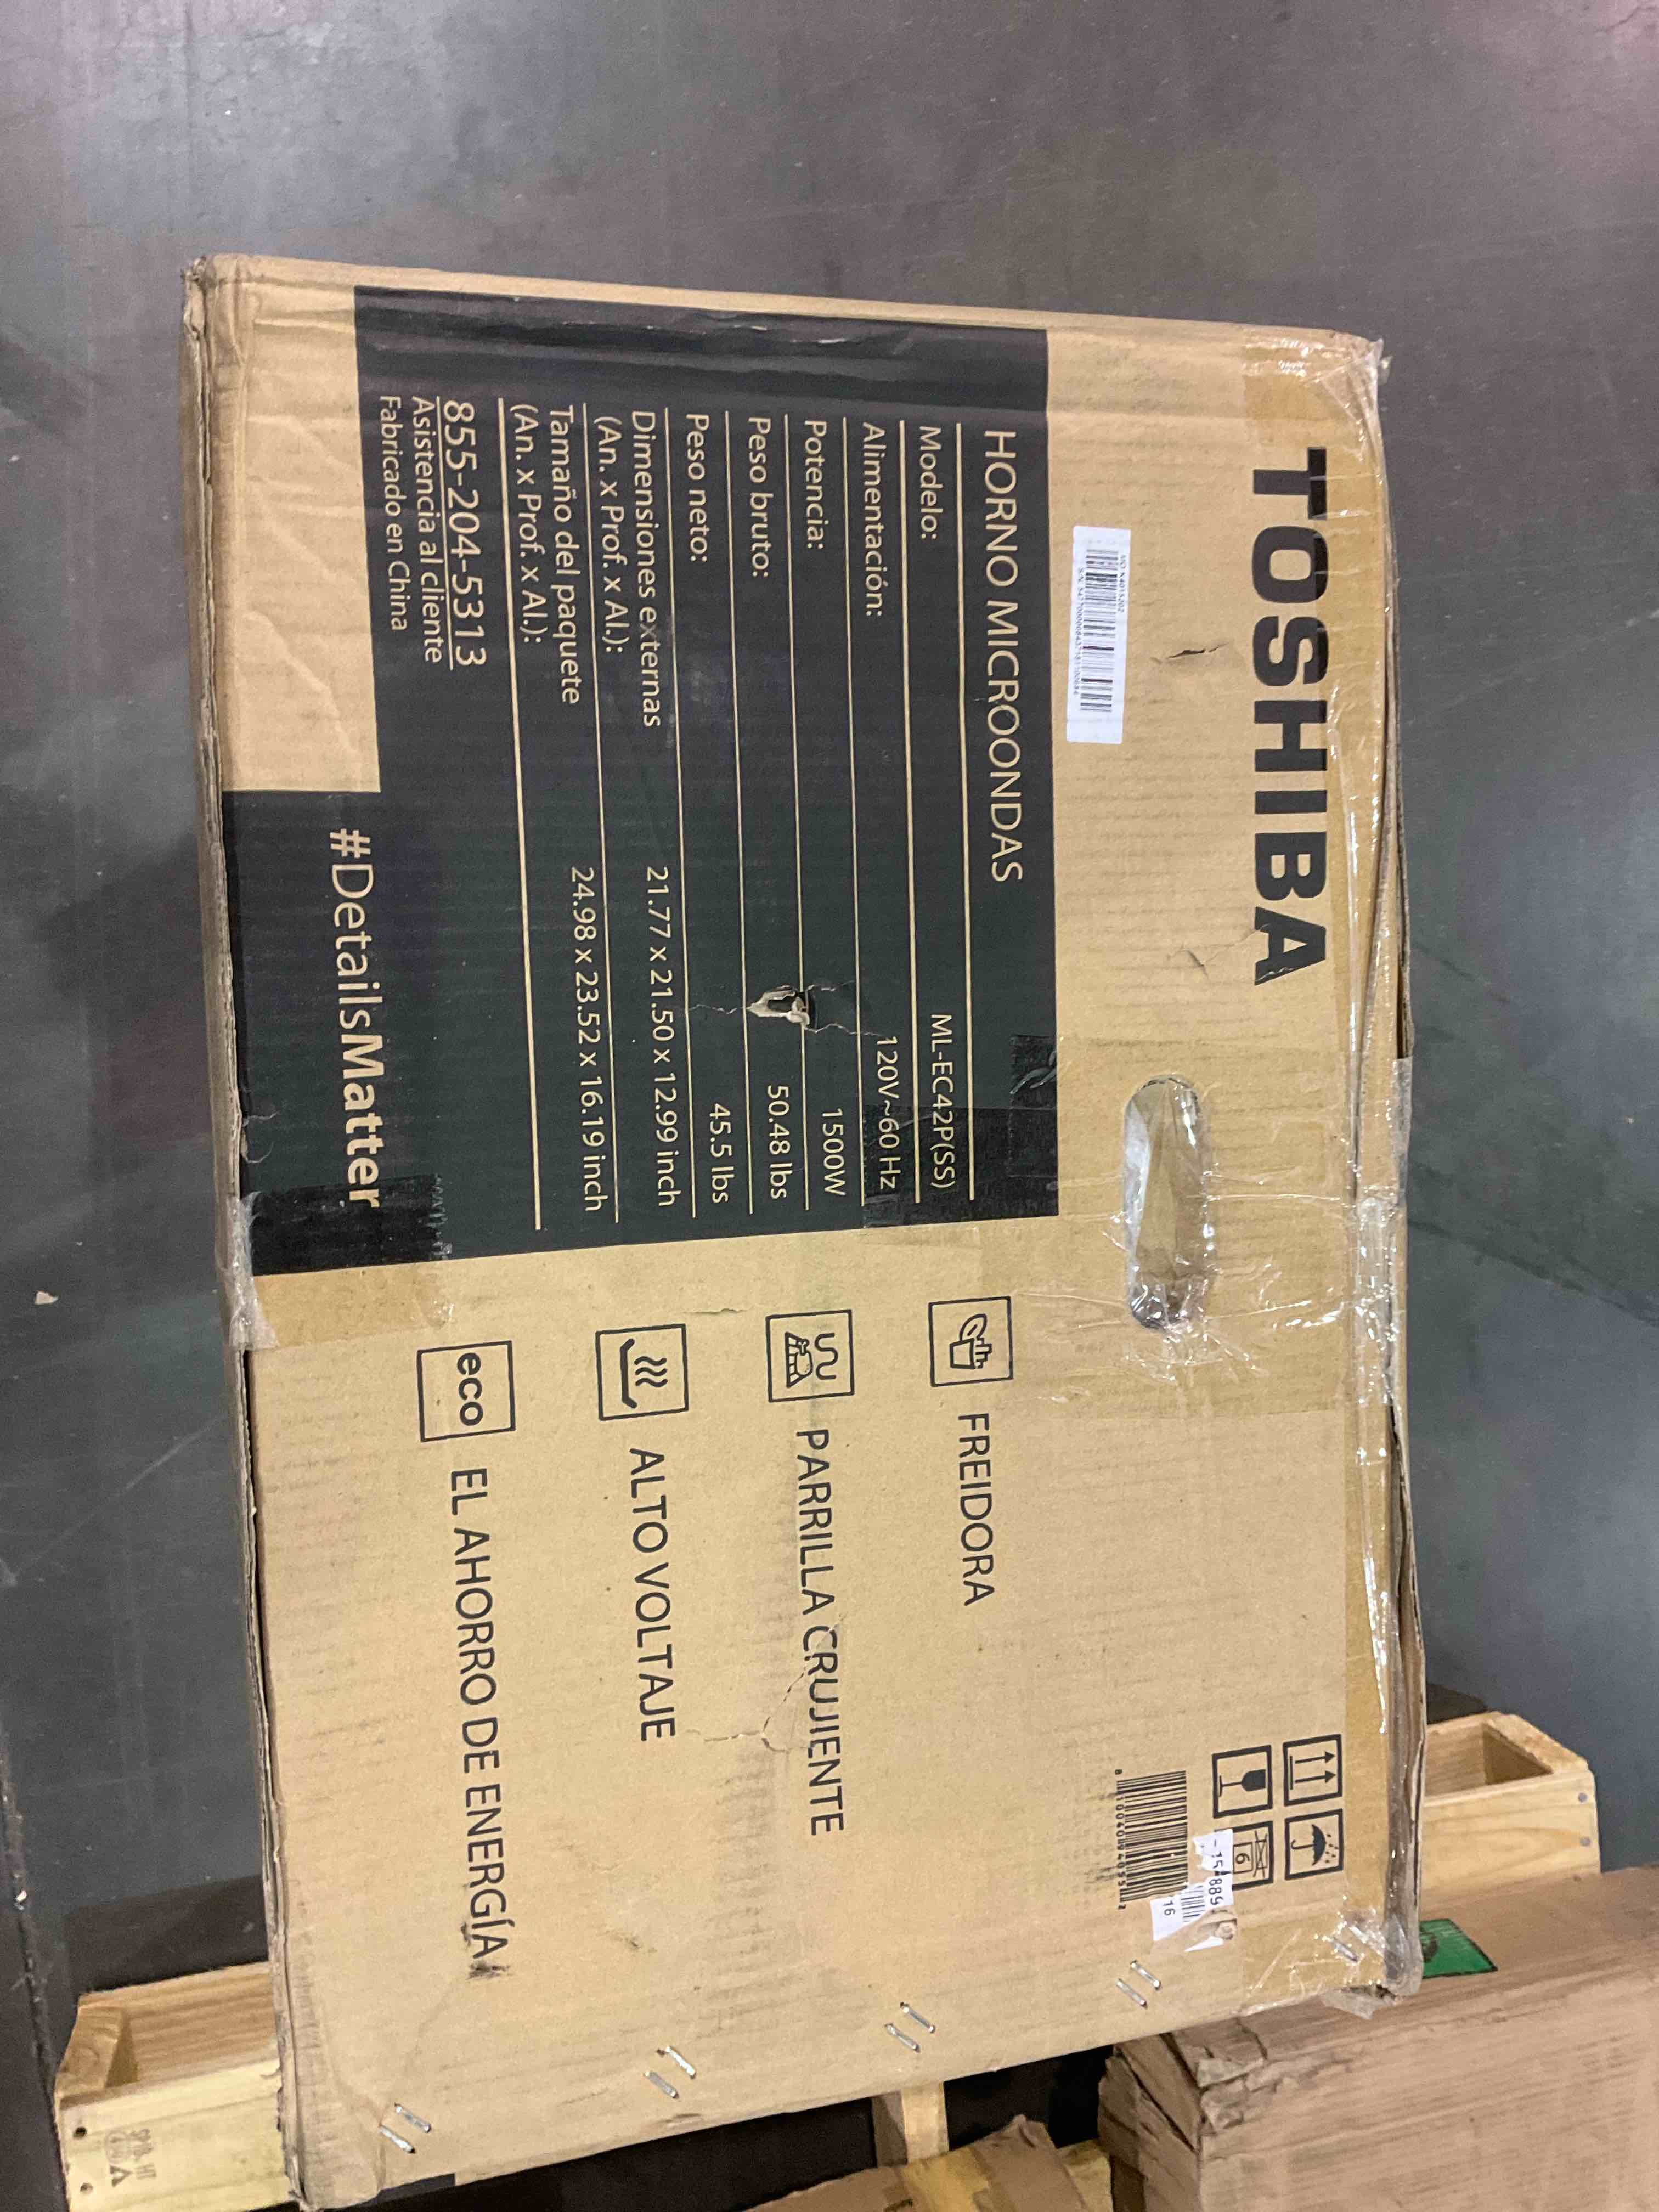 TOSHIBA
HORNO MICROONDAS
Modelo: ML-EC42P(SS)
Alimentación: 120V~60 Hz
Potencia: 1500W
Peso bruto: 50.48 lbs
Peso neto: 45.5 lbs
Dimensiones externas
(An. x Prof. x Al.): 21.77 x 21.50 x 12.99 inch
Tamaño del paquete
(An. x Prof. x Al.): 24.98 x 23.52 x 16.19 inch
855-204-5313
Asistencia al cliente
Fabricado en China
#DetailsMatter
FREIDORA
PARRILLA CRUJIENTE
ALTO VOLTAJE
eco EL AHORRO DE ENERGÍA
6
16